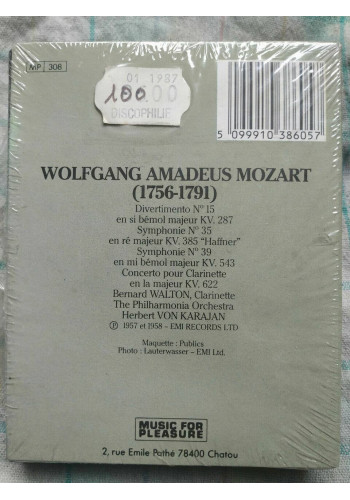 MP 308
01 1987
100.00
DISCOPHILIE
5 099910 386057
WOLFGANG AMADEUS MOZART
(1756-1791)
Divertimento N° 15
en si bémol majeur KV. 287
Symphonie N° 35
en ré majeur KV. 385 "Haffner"
Symphonie N° 39
en mi bémol majeur KV. 543
Concerto pour Clarinette
en la majeur KV. 622
Bernard WALTON, Clarinette
The Philharmonia Orchestra
Herbert VON KARAJAN
Ⓟ 1957 et 1958 – EMI RECORDS LTD
Maquette : Publics
Photo : Lauterwasser – EMI Ltd.
MUSIC FOR
PLEASURE
2, rue Emile Pathé 78400 Chatou